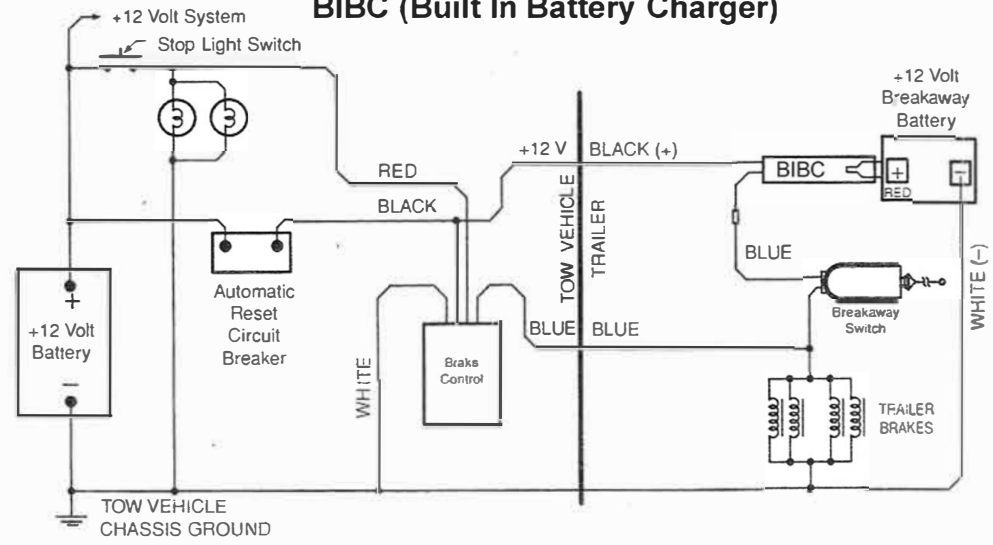 BIBC (Built In Battery Charger)
+12 Volt System
Stop Light Switch
+12 Volt
Breakaway
Battery
+12 V
BLACK (+)
BIBC
+
−
RED
RED
BLACK
TOW VEHICLE
TRAILER
BLUE
WHITE (−)
Automatic
Reset
Circuit
Breaker
+
+12 Volt
Battery
−
Breakaway
Switch
BLUE
BLUE
WHITE
Braks
Control
TRAILER
BRAKES
TOW VEHICLE
CHASSIS GROUND